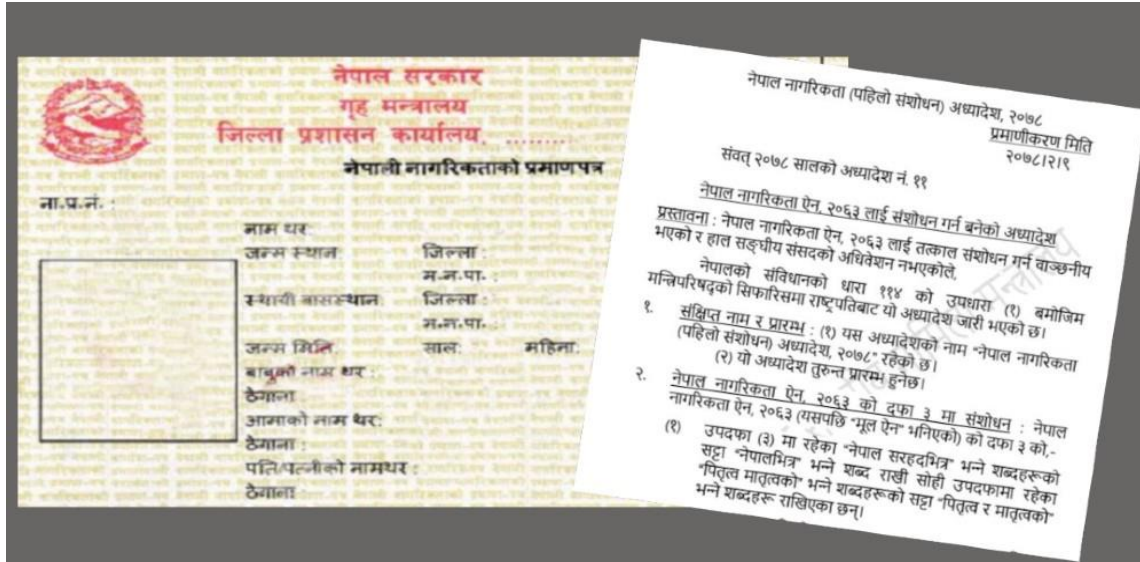 नेपाल सरकार
गृह मन्त्रालय
जिल्ला प्रशासन कार्यालय, .........
नेपाली नागरिकताको प्रमाणपत्र
ना.प्र.नं. :
नाम थर:
जन्म स्थान: जिल्ला :
म.न.पा. :
स्थायी बासस्थान: जिल्ला :
म.न.पा. :
जन्म मिति: साल: महिना:
बाबुको नाम थर :
ठेगाना :
आमाको नाम थर:
ठेगाना :
पति/पत्नीको नामथर :
ठेगाना :
नेपाल नागरिकता (पहिलो संशोधन) अध्यादेश, २०७८
प्रमाणीकरण मिति
२०७८।२।९
संवत् २०७८ सालको अध्यादेश नं. ११
नेपाल नागरिकता ऐन, २०६३ लाई संशोधन गर्न बनेको अध्यादेश
प्रस्तावना : नेपाल नागरिकता ऐन, २०६३ लाई तत्काल संशोधन गर्न वाञ्छनीय
भएको र हाल सङ्घीय संसदको अधिवेशन नभएकोले,
नेपालको संविधानको धारा ११४ को उपधारा (१) बमोजिम
मन्त्रिपरिषद्को सिफारिसमा राष्ट्रपतिबाट यो अध्यादेश जारी भएको छ।
१. संक्षिप्त नाम र प्रारम्भ : (१) यस अध्यादेशको नाम "नेपाल नागरिकता
(पहिलो संशोधन) अध्यादेश, २०७८" रहेको छ।
(२) यो अध्यादेश तुरुन्त प्रारम्भ हुनेछ।
२. नेपाल नागरिकता ऐन, २०६३ को दफा ३ मा संशोधन : नेपाल
नागरिकता ऐन, २०६३ (यसपछि "मूल ऐन" भनिएको) को दफा ३ को,-
(१) उपदफा (३) मा रहेका "नेपाल सरहदभित्र" भन्ने शब्दहरूको
सट्टा "नेपालभित्र" भन्ने शब्द राखी सोही उपदफामा रहेका
"पितृत्व मातृत्वको" भन्ने शब्दहरूको सट्टा "पितृत्व र मातृत्वको"
भन्ने शब्दहरू राखिएका छन्।